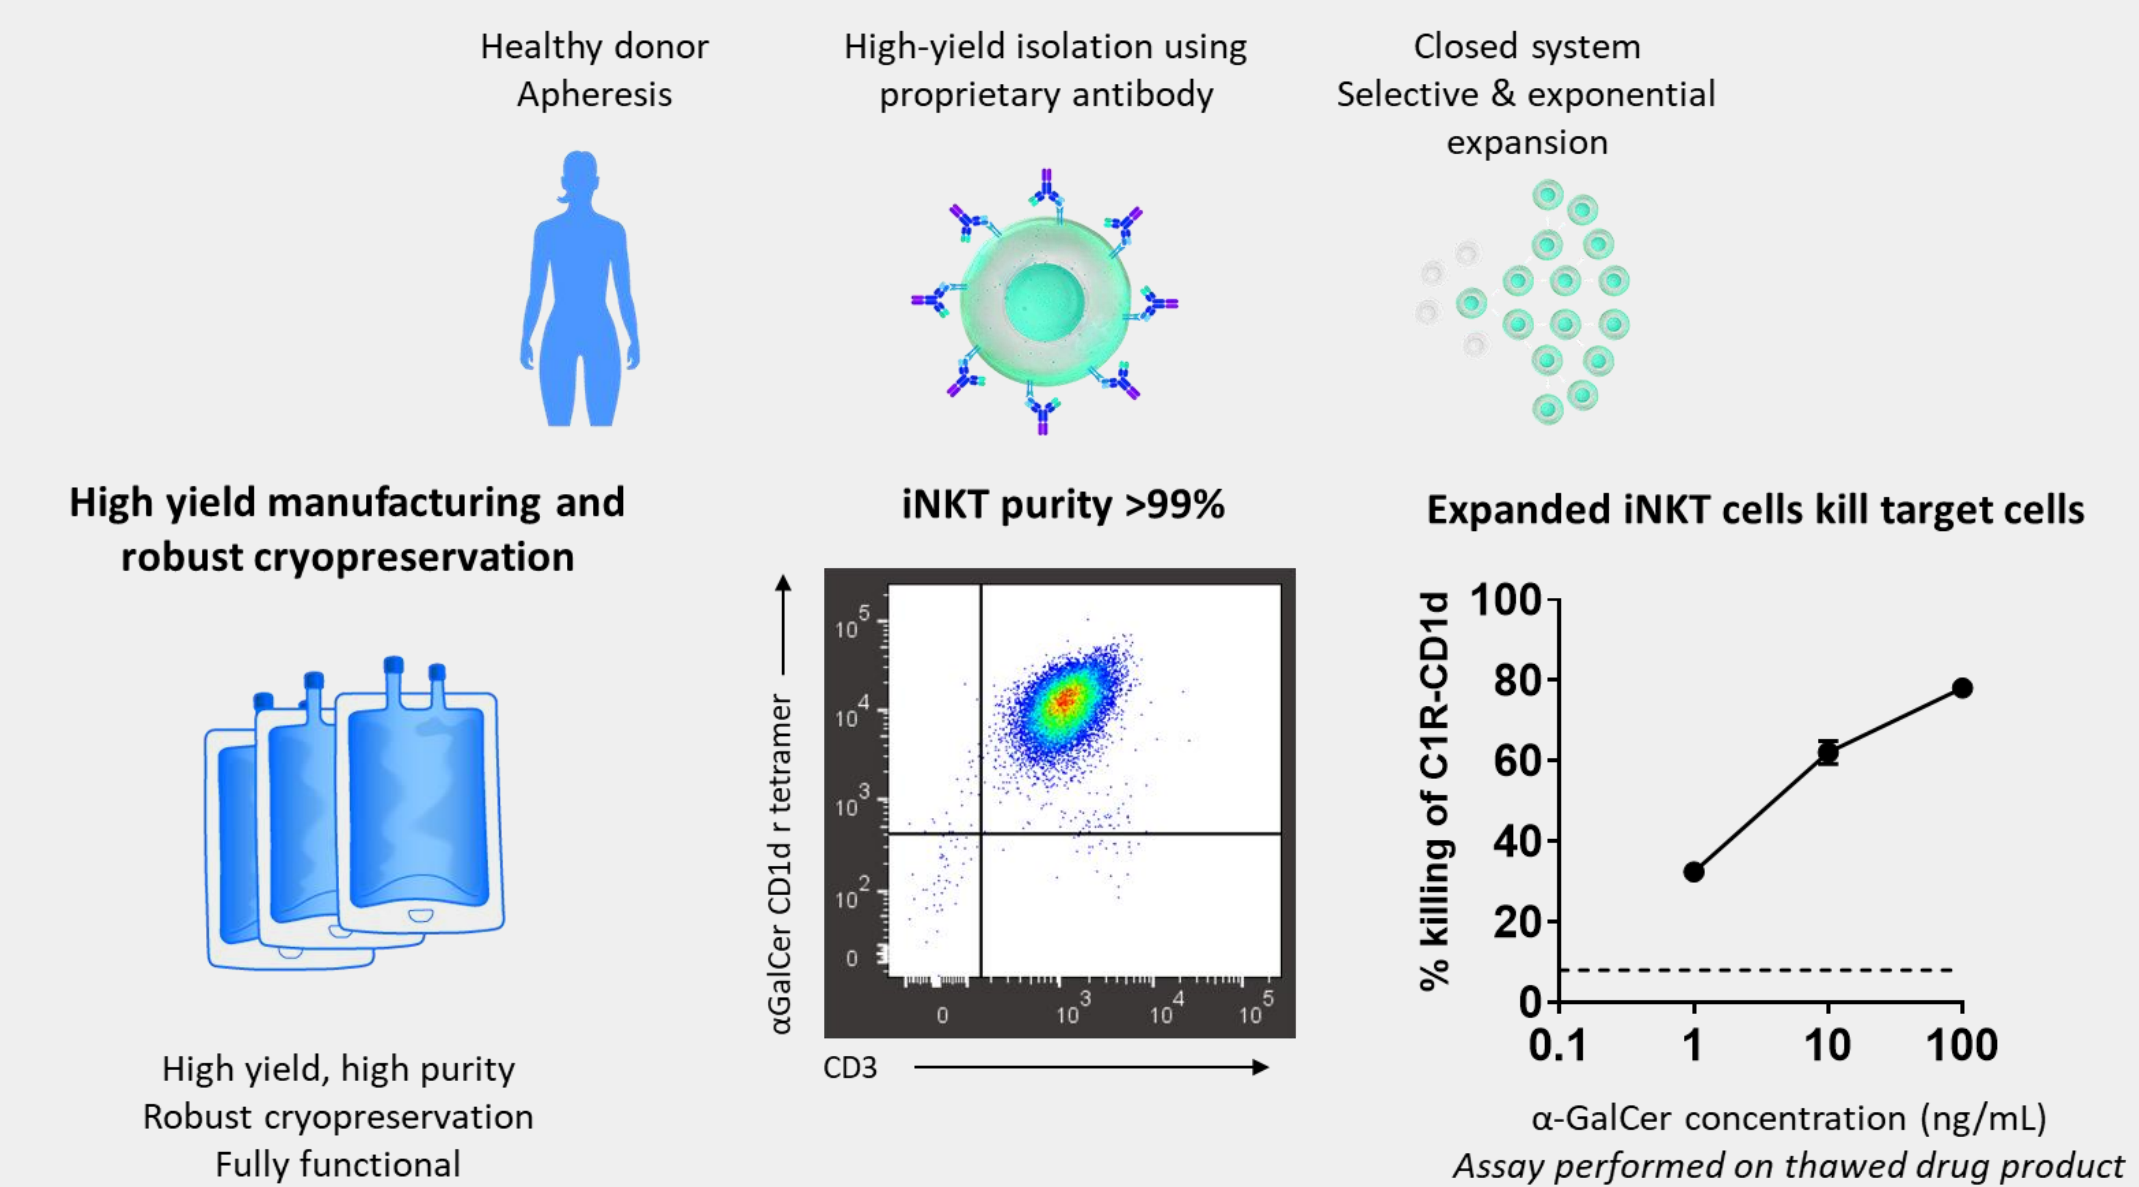 Healthy donor
Apheresis
High-yield isolation using
proprietary antibody
Closed system
Selective & exponential
expansion
High yield manufacturing and
robust cryopreservation
High yield, high purity
Robust cryopreservation
Fully functional
iNKT purity >99%
αGalCer CD1d r tetramer
10^5
10^4
10^3
10^2
0
0
10^3
10^4
10^5
CD3
Expanded iNKT cells kill target cells
% killing of C1R-CD1d
100
80
60
40
20
0
0.1
1
10
100
α-GalCer concentration (ng/mL)
Assay performed on thawed drug product